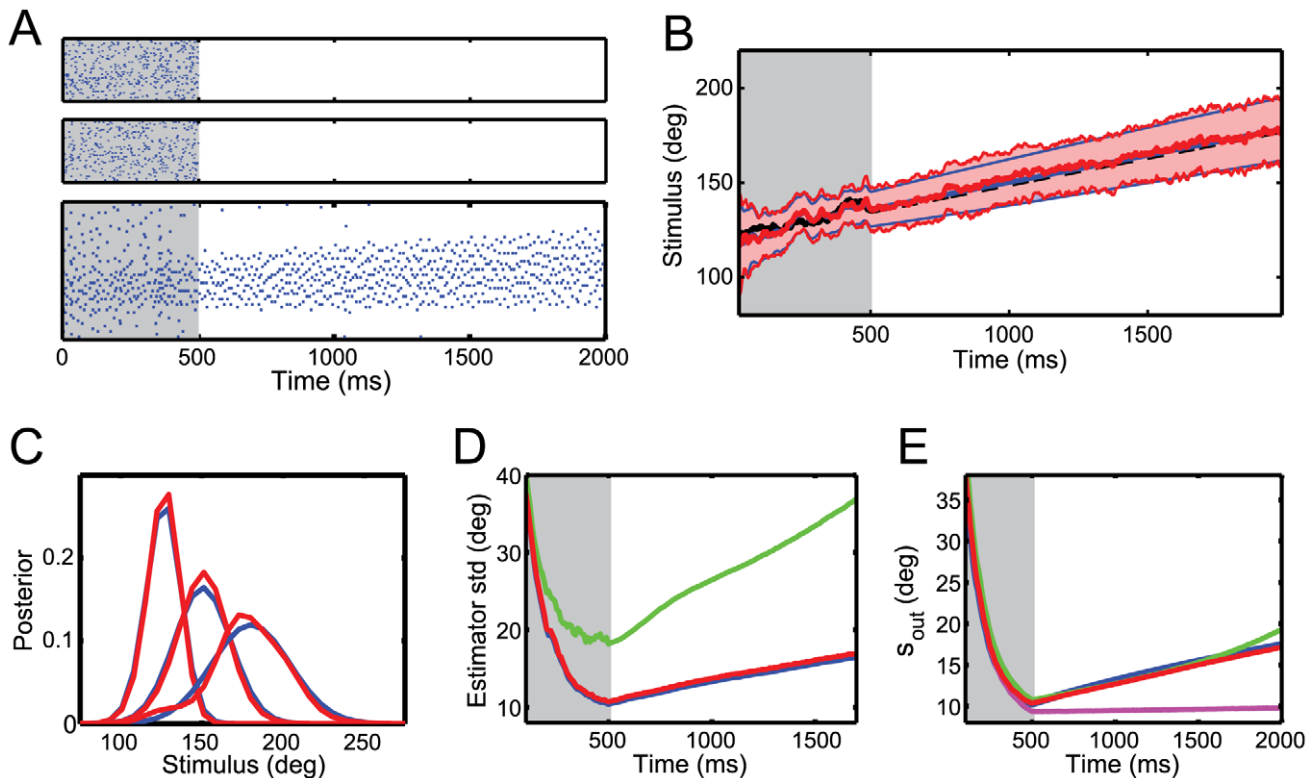 A
0 500 1000 1500 2000
Time (ms)
B
200
150
100
Stimulus (deg)
500 1000 1500
Time (ms)
C
0.2
0.1
0
Posterior
100 150 200 250
Stimulus (deg)
D
40
30
20
10
Estimator std (deg)
500 1000 1500
Time (ms)
E
35
30
25
20
15
10
s_out (deg)
500 1000 1500 2000
Time (ms)